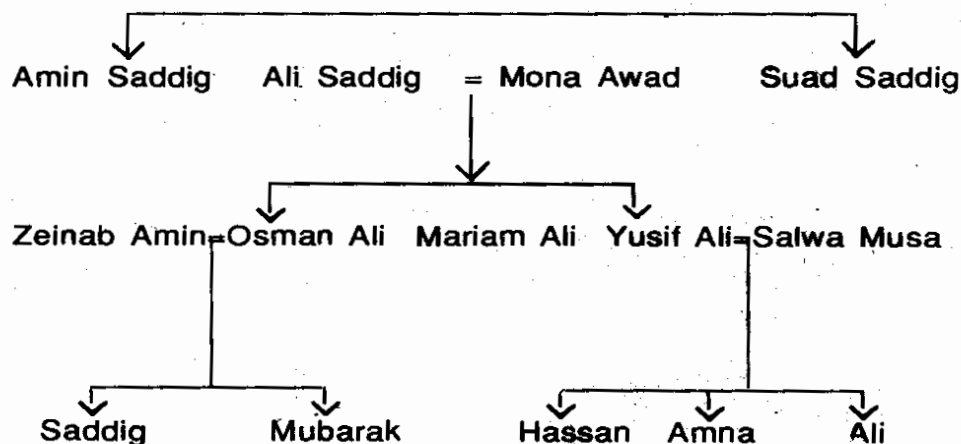 Amin Saddig Ali Saddig = Mona Awad Suad Saddig
Zeinab Amin=Osman Ali Mariam Ali Yusif Ali=Salwa Musa
Saddig Mubarak Hassan Amna Ali